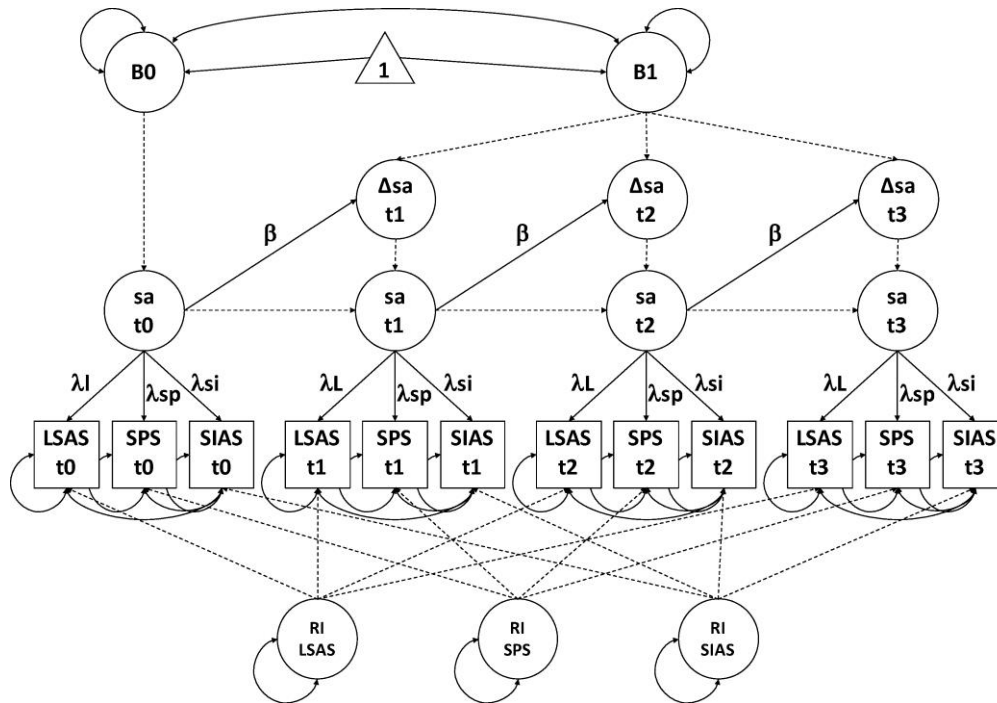 B0
1
B1
Δsa
t1
Δsa
t2
Δsa
t3
β
β
β
sa
t0
sa
t1
sa
t2
sa
t3
λl
λsp
λsi
λL
λsp
λsi
λL
λsp
λsi
λL
λsp
λsi
LSAS
t0
SPS
t0
SIAS
t0
LSAS
t1
SPS
t1
SIAS
t1
LSAS
t2
SPS
t2
SIAS
t2
LSAS
t3
SPS
t3
SIAS
t3
RI
LSAS
RI
SPS
RI
SIAS